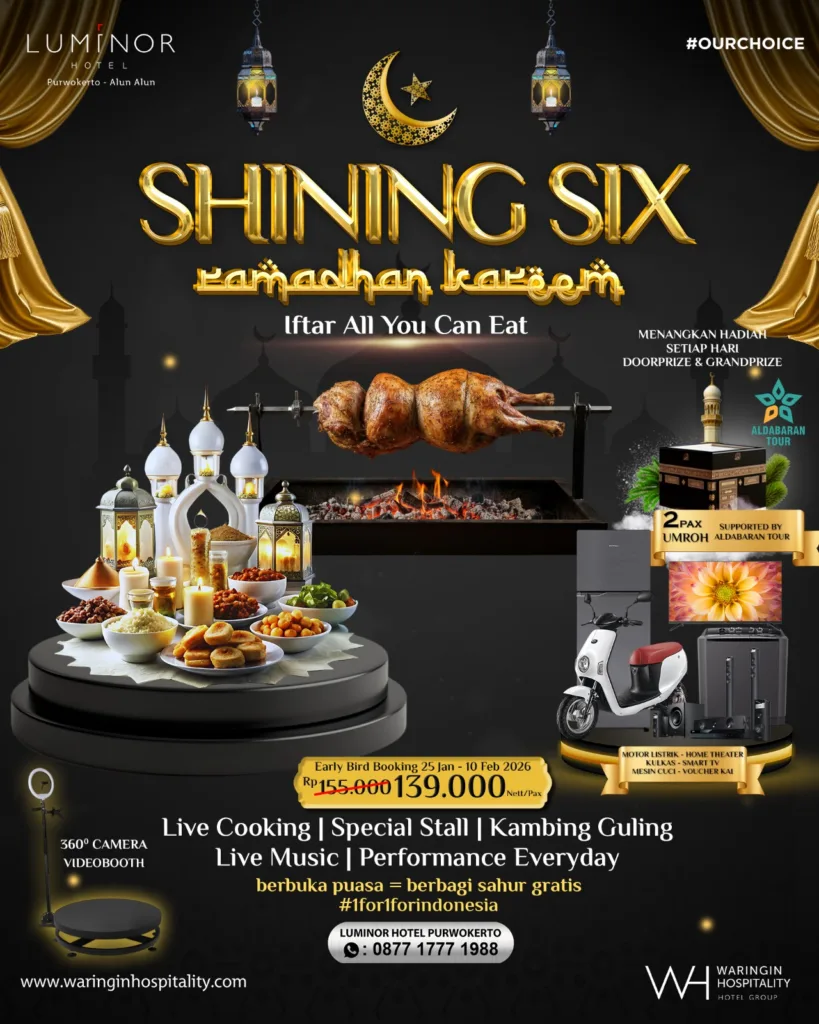 LUMINOR
HOTEL
Purwokerto - Alun Alun
#OURCHOICE
SHINING SIX
ramadhan kareem
Iftar All You Can Eat
MENANGKAN HADIAH
SETIAP HARI
DOORPRIZE & GRANDPRIZE
ALDABARAN
TOUR
2PAX
UMROH
SUPPORTED BY
ALDABARAN TOUR
MOTOR LISTRIK - HOME THEATER
KULKAS - SMART TV
MESIN CUCI - VOUCHER KAI
Early Bird Booking 25 Jan - 10 Feb 2026
Rp 155.000 139.000 Nett/Pax
360⁰ CAMERA
VIDEOBOOTH
Live Cooking | Special Stall | Kambing Guling
Live Music | Performance Everyday
berbuka puasa = berbagi sahur gratis
#1for1forindonesia
LUMINOR HOTEL PURWOKERTO
: 0877 1777 1988
www.waringinhospitality.com
WH
WARINGIN
HOSPITALITY
HOTEL GROUP